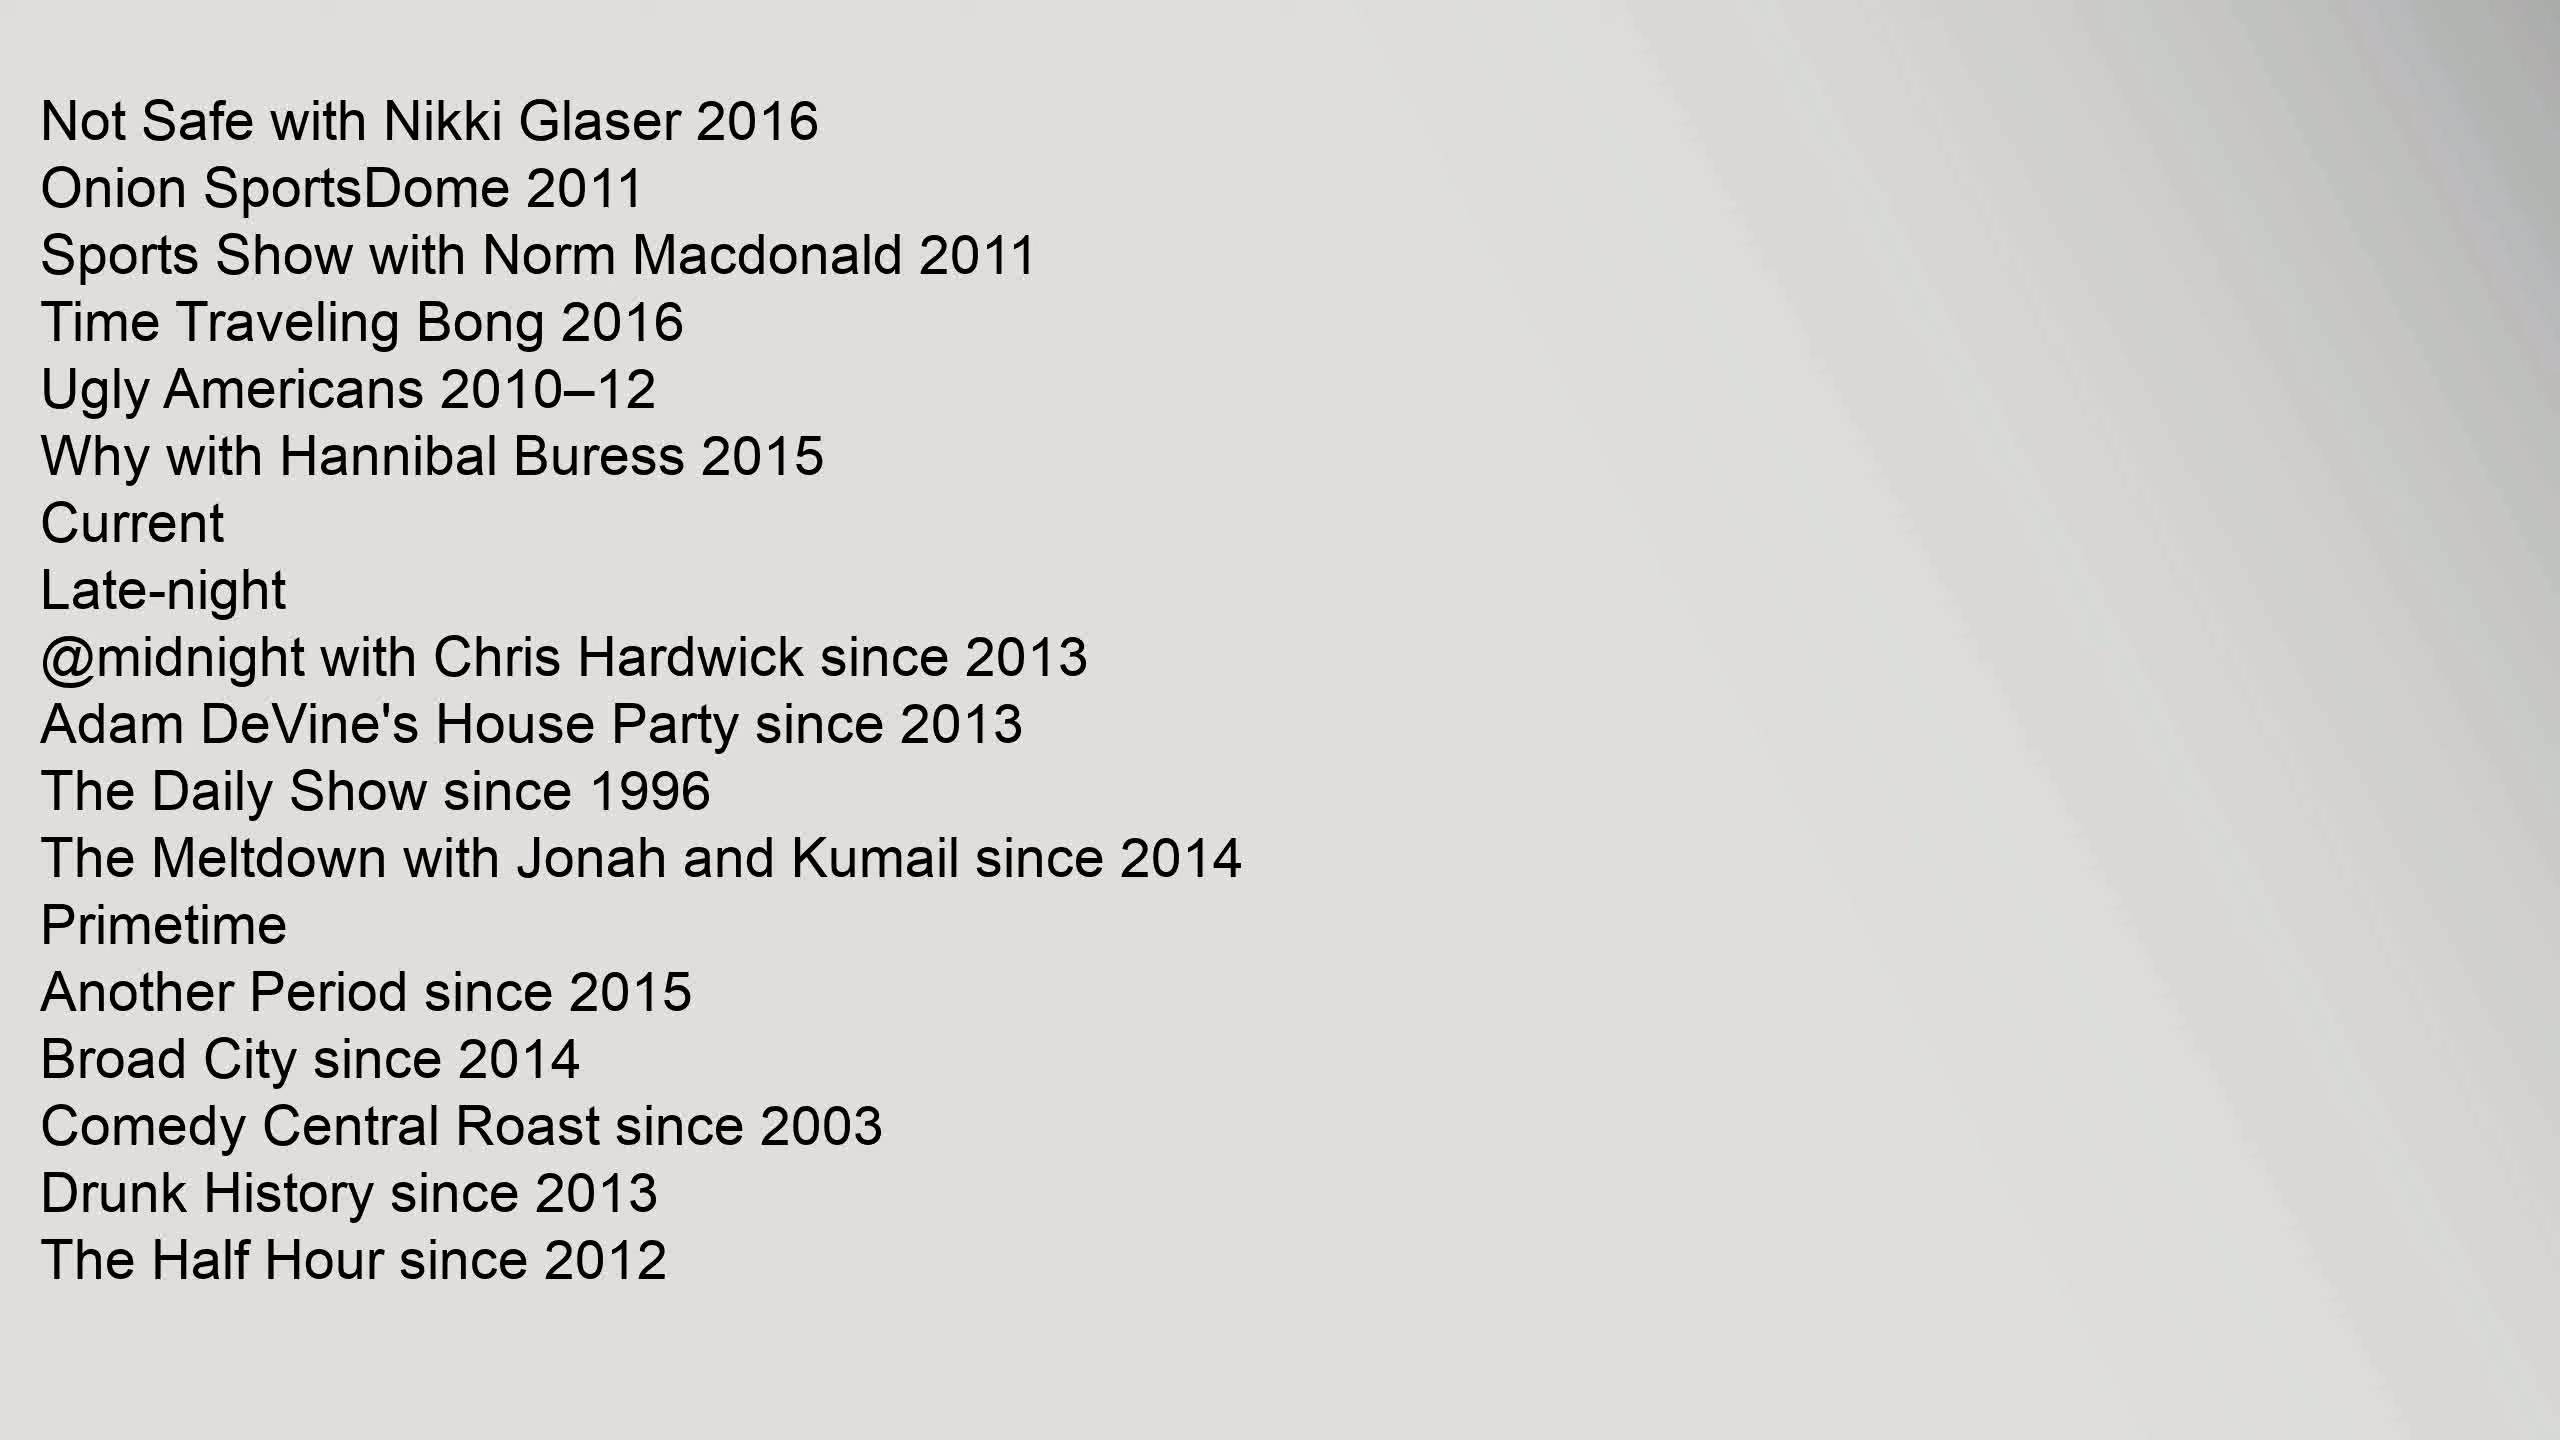 Not Safe with Nikki Glaser 2016
Onion SportsDome 2011
Sports Show with Norm Macdonald 2011
Time Traveling Bong 2016
Ugly Americans 2010–12
Why with Hannibal Buress 2015
Current
Late-night
@midnight with Chris Hardwick since 2013
Adam DeVine's House Party since 2013
The Daily Show since 1996
The Meltdown with Jonah and Kumail since 2014
Primetime
Another Period since 2015
Broad City since 2014
Comedy Central Roast since 2003
Drunk History since 2013
The Half Hour since 2012